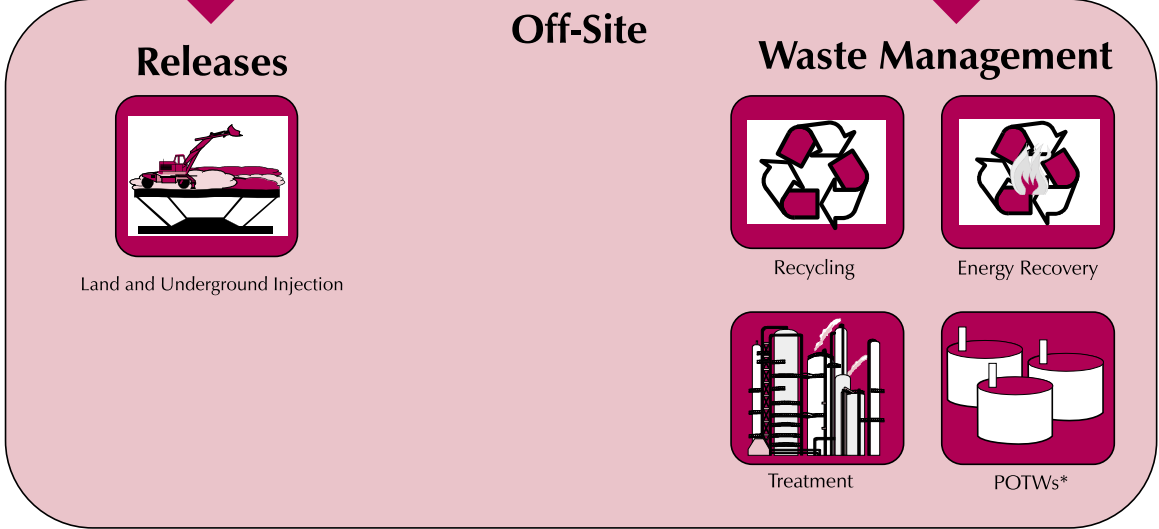 Off-Site
Releases
Waste Management
Land and Underground Injection
Recycling
Energy Recovery
Treatment
POTWs*